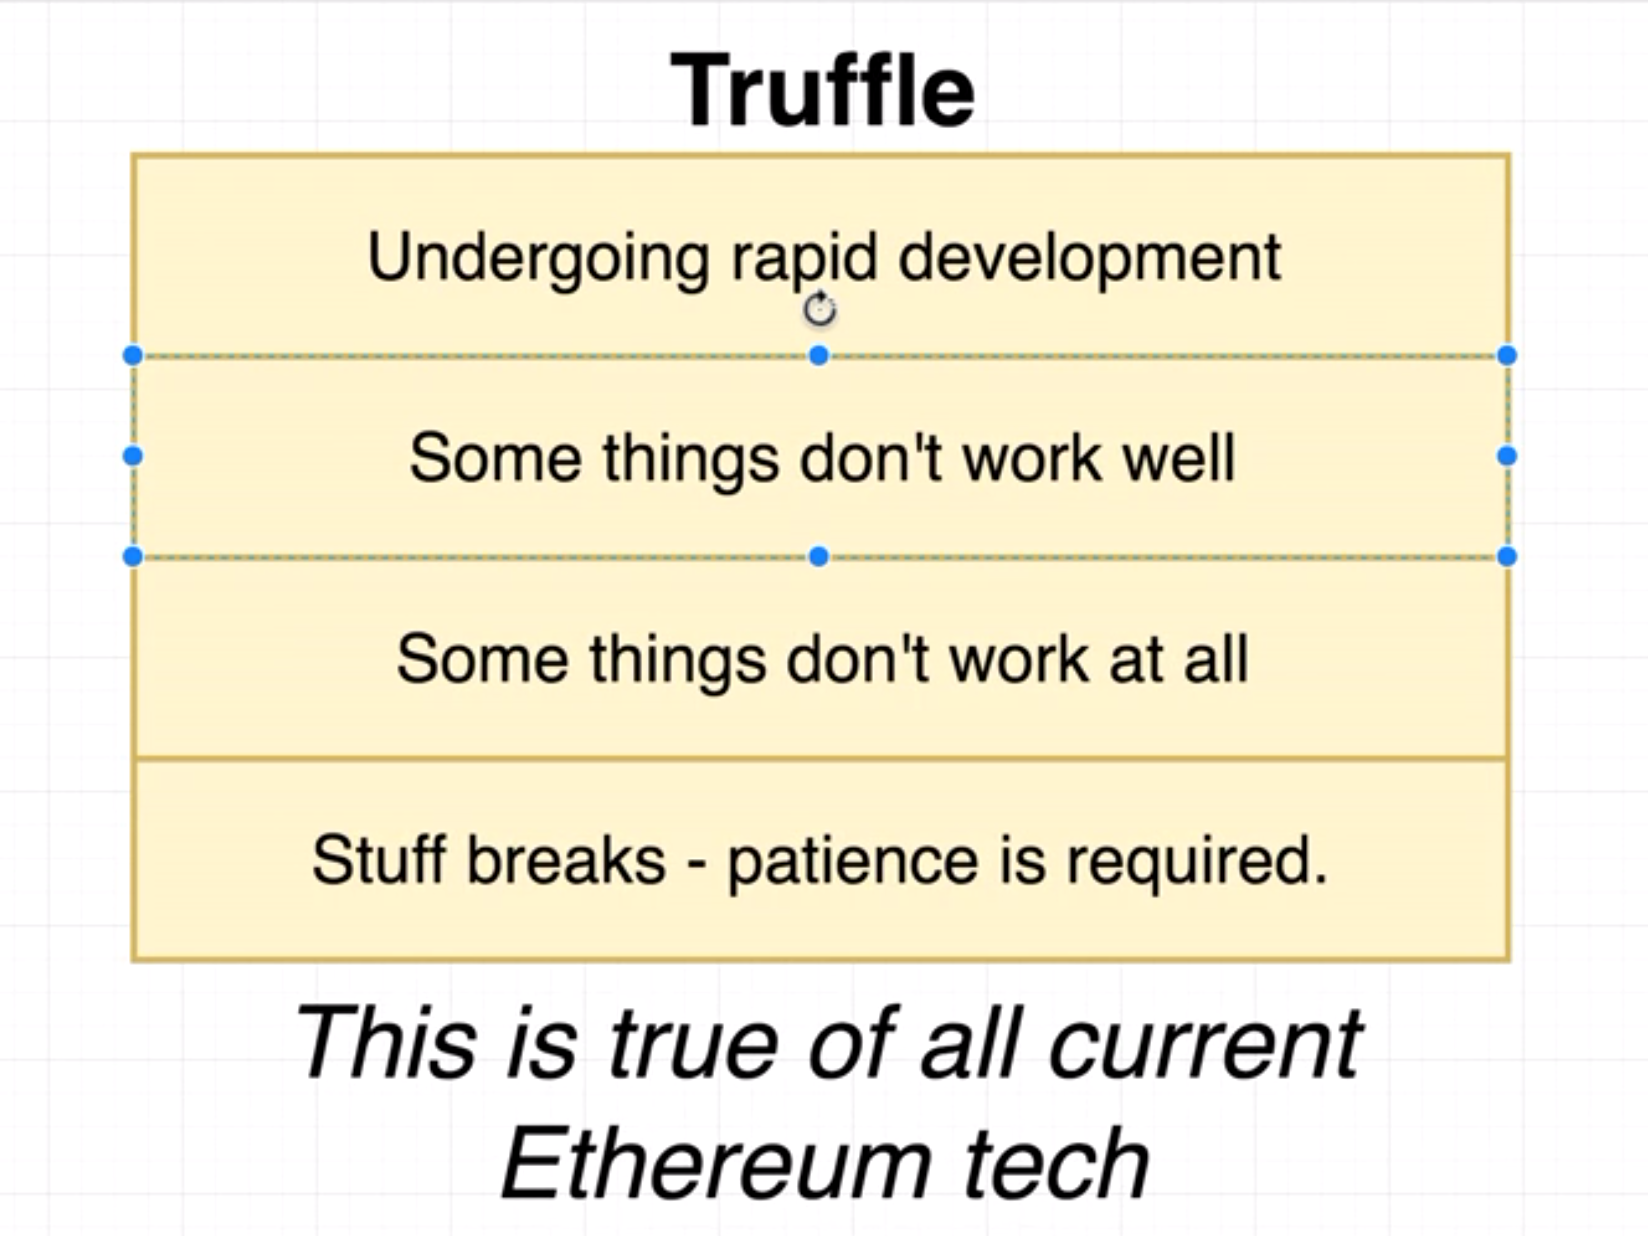 Truffle
Undergoing rapid development
Some things don't work well
Some things don't work at all
Stuff breaks - patience is required.
This is true of all current
Ethereum tech